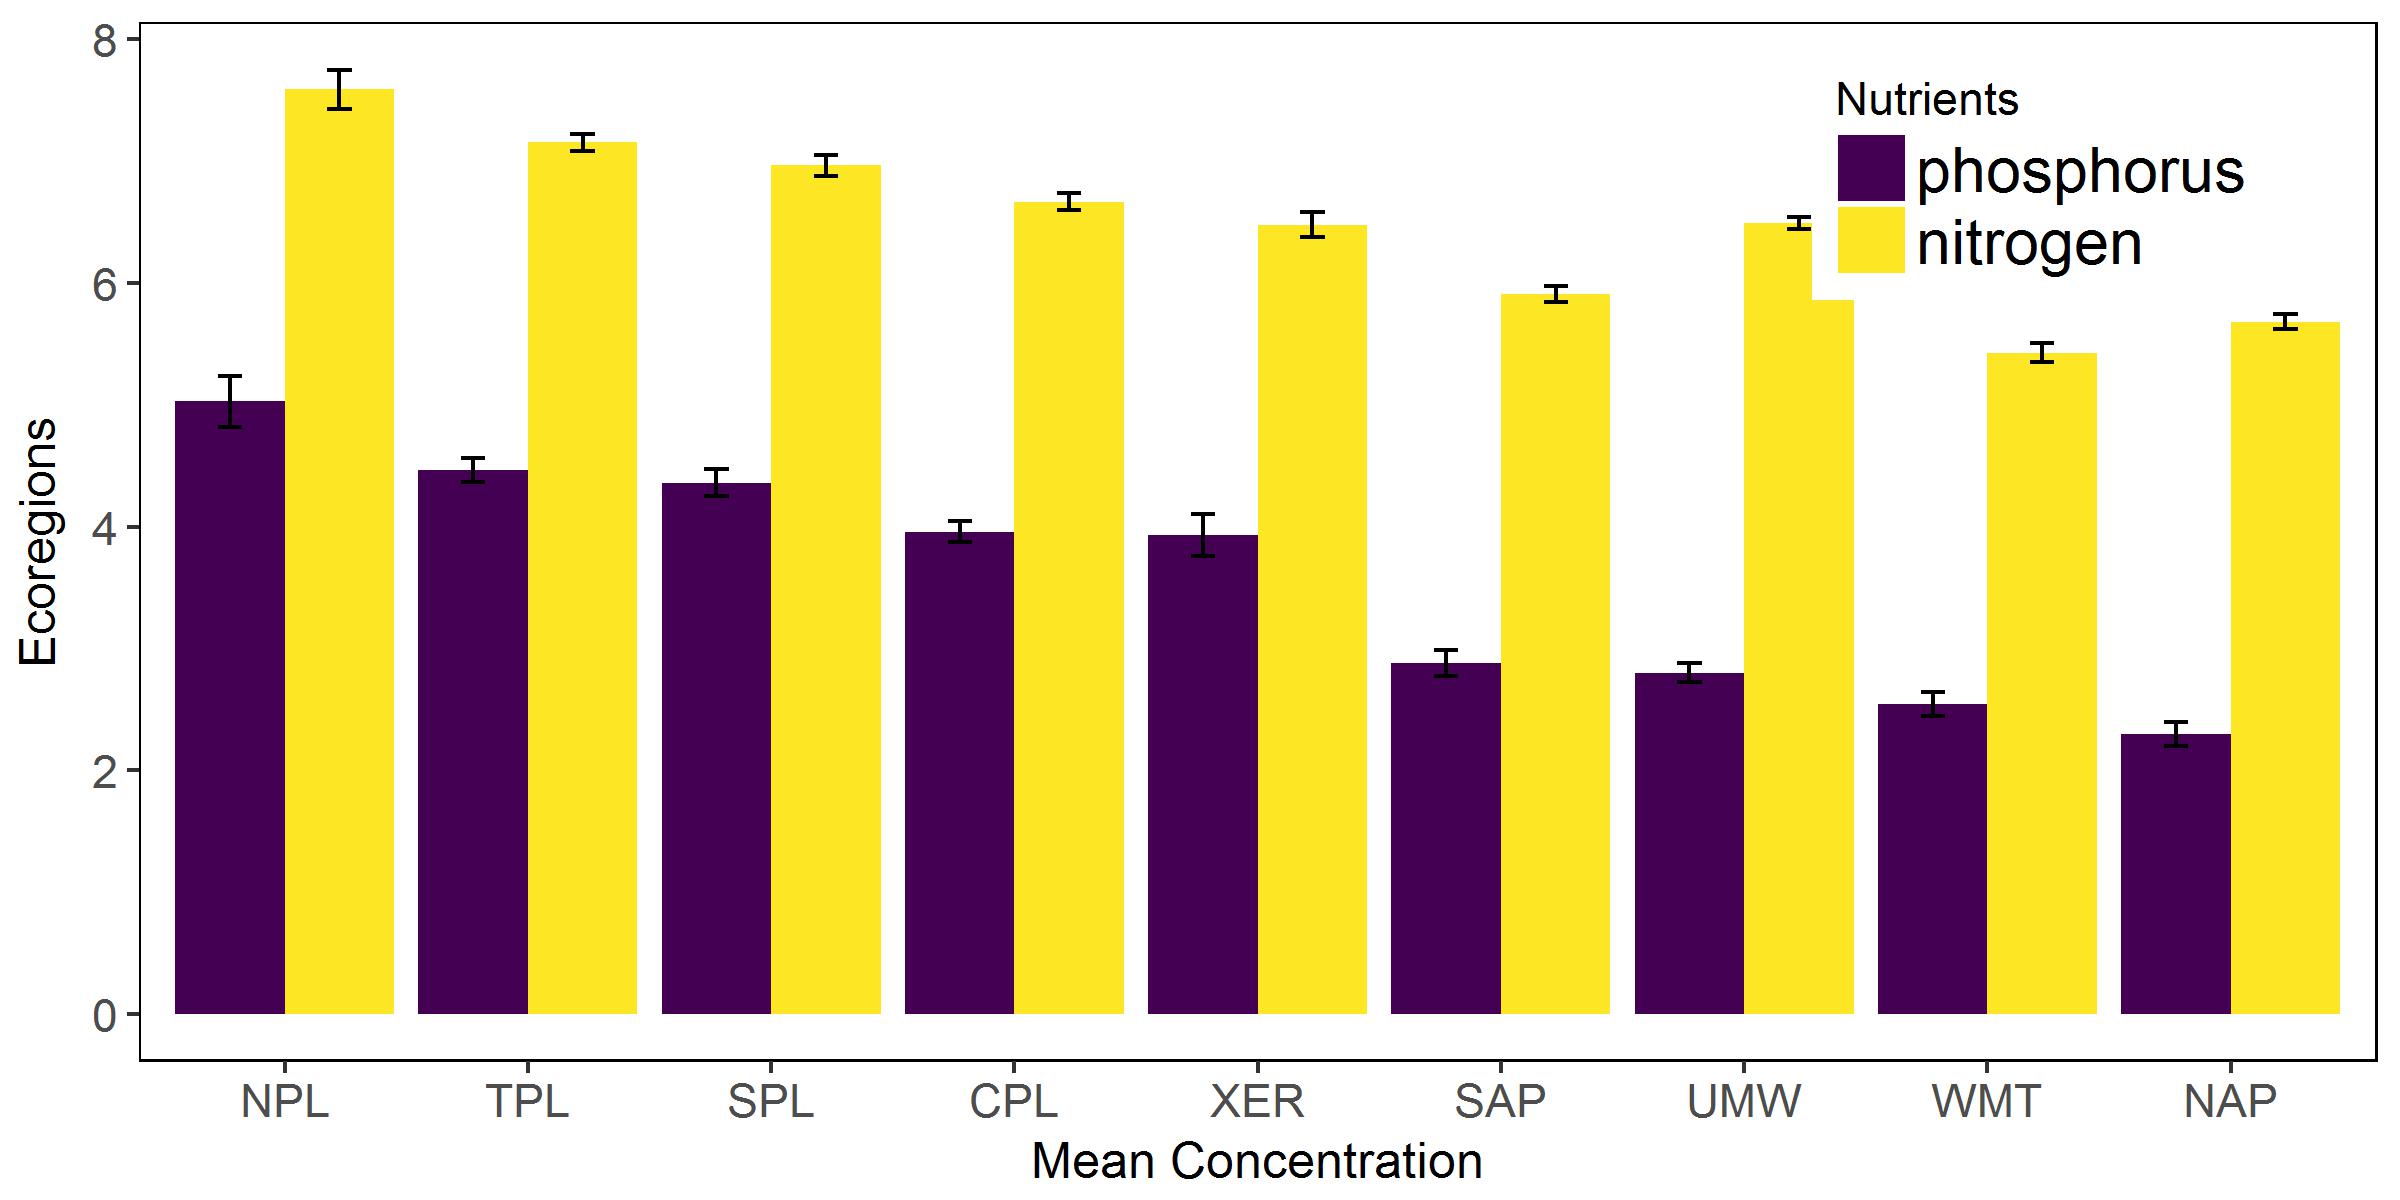 8
6
4
2
0
Ecoregions
Nutrients
phosphorus
nitrogen
NPL TPL SPL CPL XER SAP UMW WMT NAP
Mean Concentration